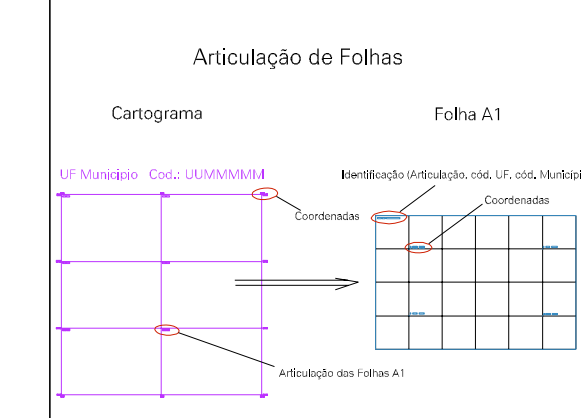 Articulação de Folhas
Cartograma
Folha A1
UF Municipio Cod.: UUMMMMM
Identificação (Articulação, cód. UF, cód. Municípi
Coordenadas
Coordenadas
Articulação das Folhas A1